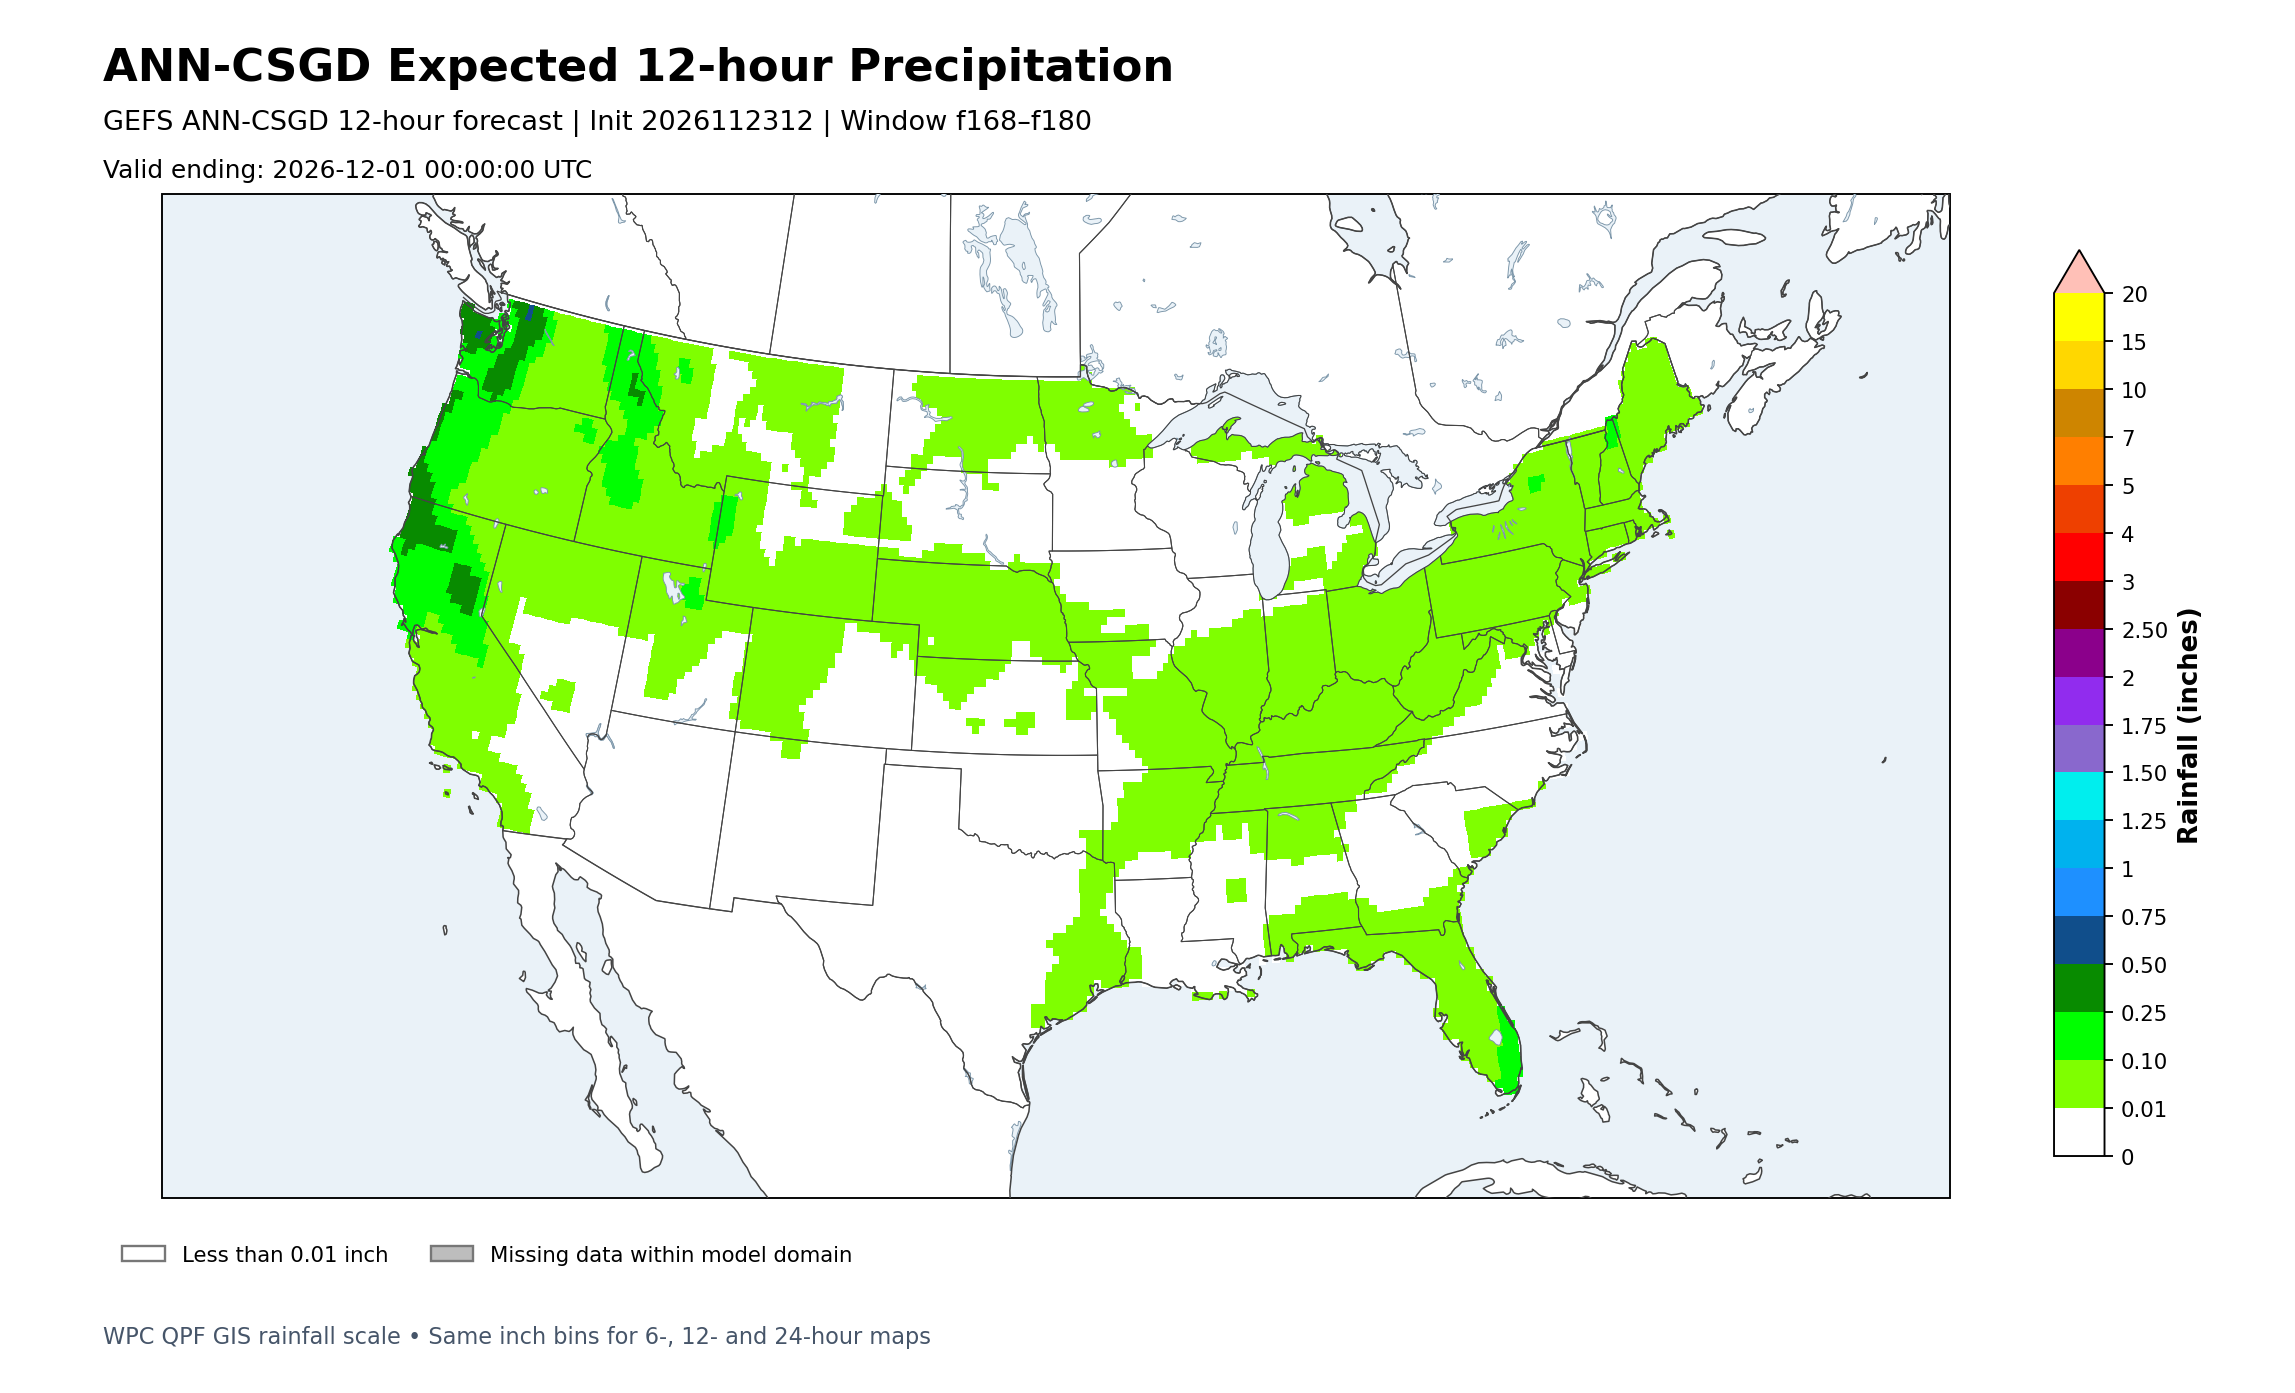 ANN-CSGD Expected 12-hour Precipitation
GEFS ANN-CSGD 12-hour forecast | Init 2026112312 | Window f168–f180
Valid ending: 2026-12-01 00:00:00 UTC
20
15
10
7
5
4
3
2.50
2
1.75
1.50
1.25
1
0.75
0.50
0.25
0.10
0.01
0
Rainfall (inches)
Less than 0.01 inch
Missing data within model domain
WPC QPF GIS rainfall scale • Same inch bins for 6-, 12- and 24-hour maps